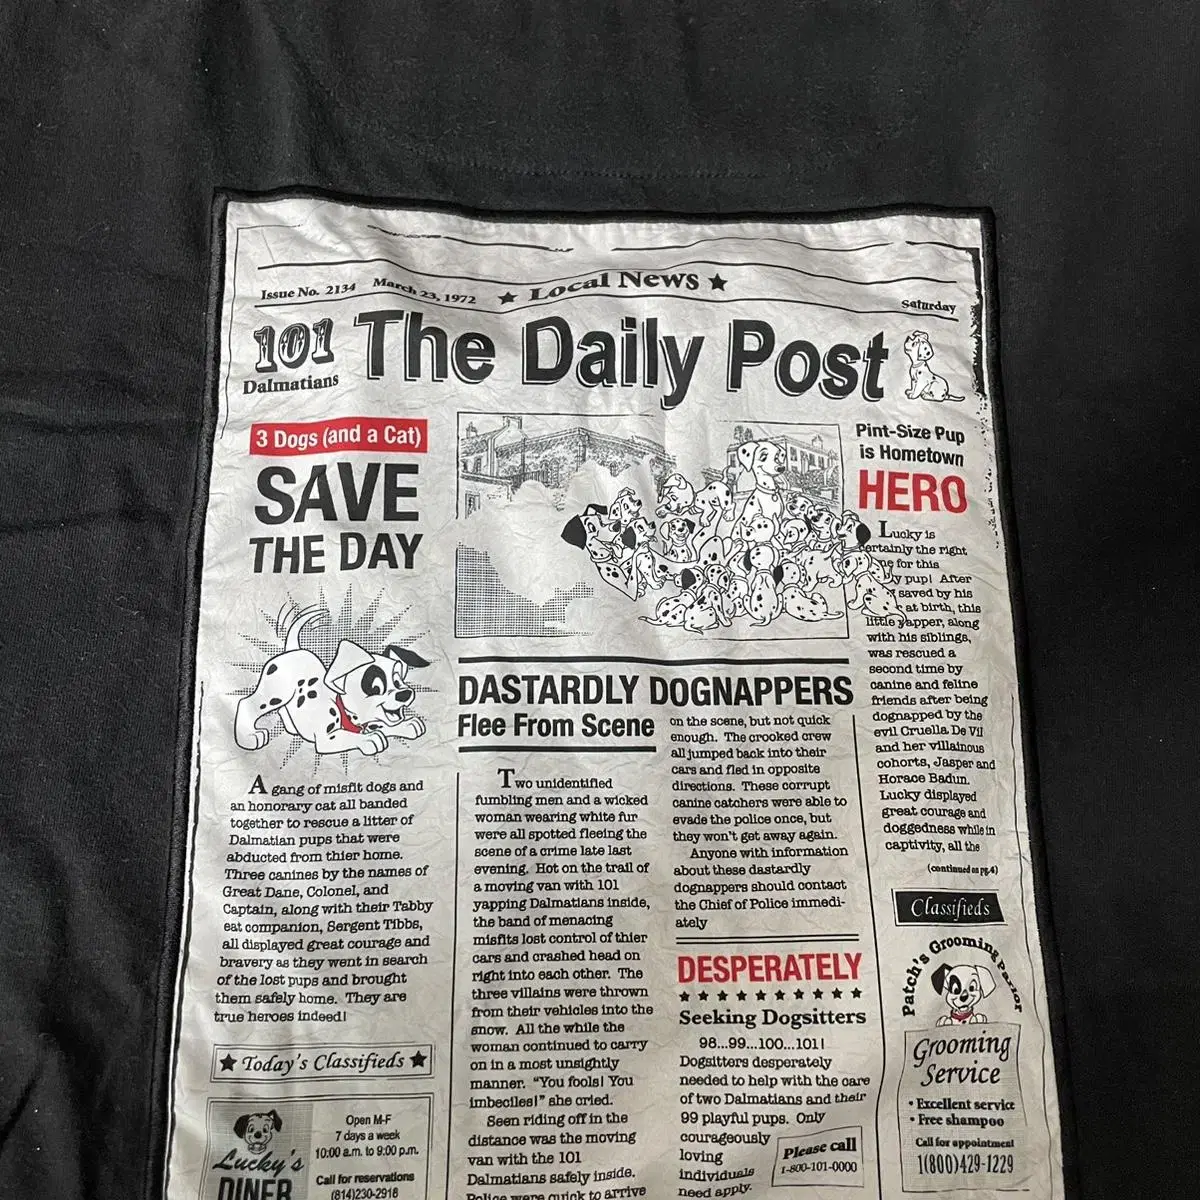 Issue No. 2134 March 23, 1972 ★ Local News ★ Saturday
101
Dalmatians
The Daily Post
3 Dogs (and a Cat)
SAVE
THE DAY
A gang of misfit dogs and
an honorary cat all banded
together to rescue a litter of
Dalmatian pups that were
abducted from thier home.
Three canines by the names of
Great Dane, Colonel, and
Captain, along with their Tabby
cat companion, Sergent Tibbs,
all displayed great courage and
bravery as they went in search
of the lost pups and brought
them safely home. They are
true heroes indeed!
★ Today's Classifieds ★
Lucky's
DINER
Open M-F
7 days a week
10:00 a.m. to 9:00 p.m.
Call for reservations
(814)230-2918
DASTARDLY DOGNAPPERS
Flee From Scene
Two unidentified
fumbling men and a wicked
woman wearing white fur
were all spotted fleeing the
scene of a crime late last
evening. Hot on the trail of
a moving van with 101
yapping Dalmatians inside,
the band of menacing
misfits lost control of thier
cars and crashed head on
right into each other. The
three villains were thrown
from their vehicles into the
snow. All the while the
woman continued to carry
on in a most unsightly
manner. "You fools! You
imbeciles!" she cried.
Seen riding off in the
distance was the moving
van with the 101
Dalmatians safely inside.
Police were quick to arrive
on the scene, but not quick
enough. The crooked crew
all jumped back into their
cars and fled in opposite
directions. These corrupt
canine catchers were able to
evade the police once, but
they won't get away again.
Anyone with information
about these dastardly
dognappers should contact
the Chief of Police immedi-
ately
DESPERATELY
★★★★★★★★★★
Seeking Dogsitters
98...99...100...101!
Dogsitters desperately
needed to help with the care
of two Dalmatians and their
99 playful pups. Only
courageously
loving
individuals
need apply.
Please call
1-800-101-0000
Pint-Size Pup
is Hometown
HERO
Lucky is
certainly the right
for this
pup! After
saved by his
at birth, this
little yapper, along
with his siblings,
was rescued a
second time by
canine and feline
friends after being
dognapped by the
evil Cruella De Vil
and her villainous
cohorts, Jasper and
Horace Badun.
Lucky displayed
great courage and
doggedness while in
captivity, all the
(continued on pg.4)
Classifieds
Patch's Grooming Parlor
Grooming
Service
• Excellent service
• Free shampoo
Call for appointment
1(800)429-1229